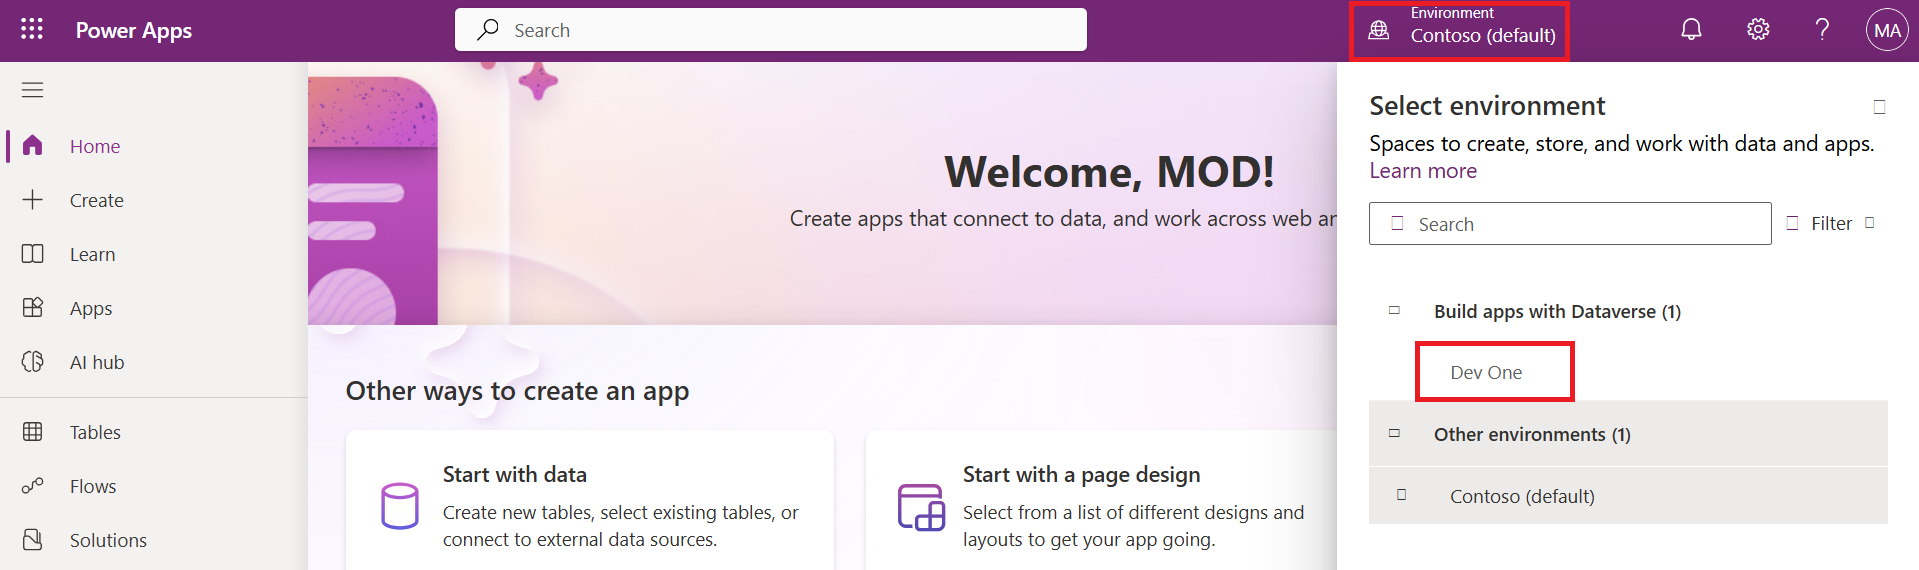 Power Apps
Search
Environment
Contoso (default)
?
MA
Home
Create
Learn
Apps
AI hub
Tables
Flows
Solutions
Welcome, MOD!
Create apps that connect to data, and work across web
Other ways to create an app
Start with data
Create new tables, select existing tables, or
connect to external data sources.
Start with a page design
Select from a list of different designs and
layouts to get your app going.
Select environment
Spaces to create, store, and work with data and apps.
Learn more
Search
Filter
Build apps with Dataverse (1)
Dev One
Other environments (1)
Contoso (default)